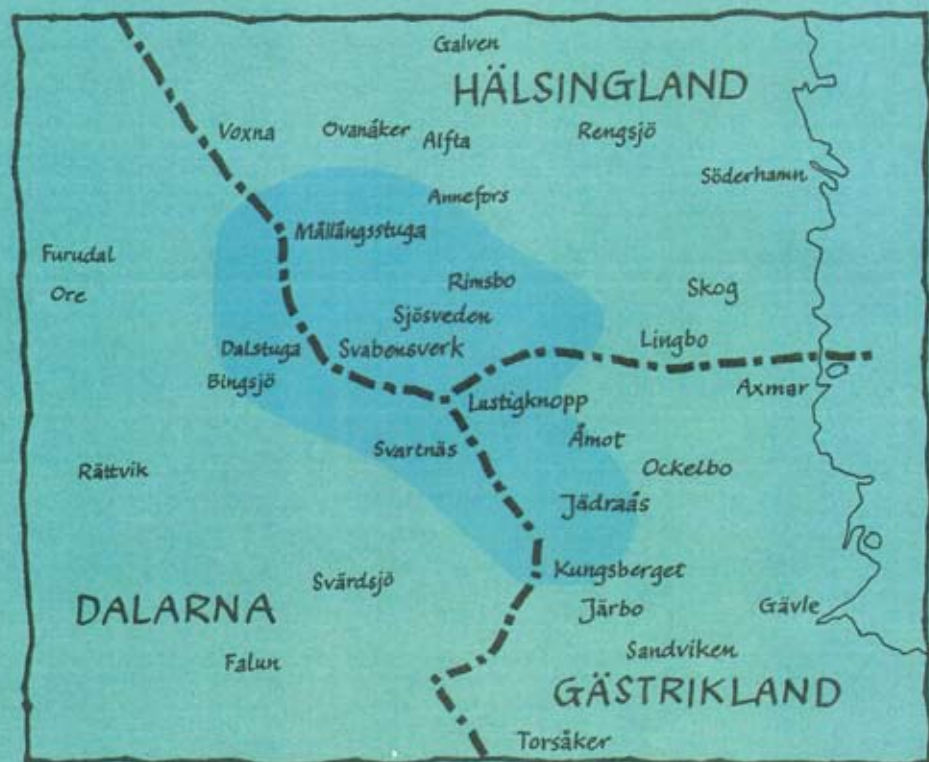 Galven
HÄLSINGLAND
Voxna
Ovanåker
Alfta
Rengsjö
Söderhamn
Annefors
Mållångsstuga
Furudal
Ore
Rimsbo
Skog
Sjösveden
Dalstuga
Svabensverk
Lingbo
Bingsjö
Axmar
Lustigknopp
Åmot
Svartnäs
Ockelbo
Rättvik
Jädraås
Kungsberget
Svärdsjö
DALARNA
Järbo
Gävle
Falun
Sandviken
GÄSTRIKLAND
Torsåker